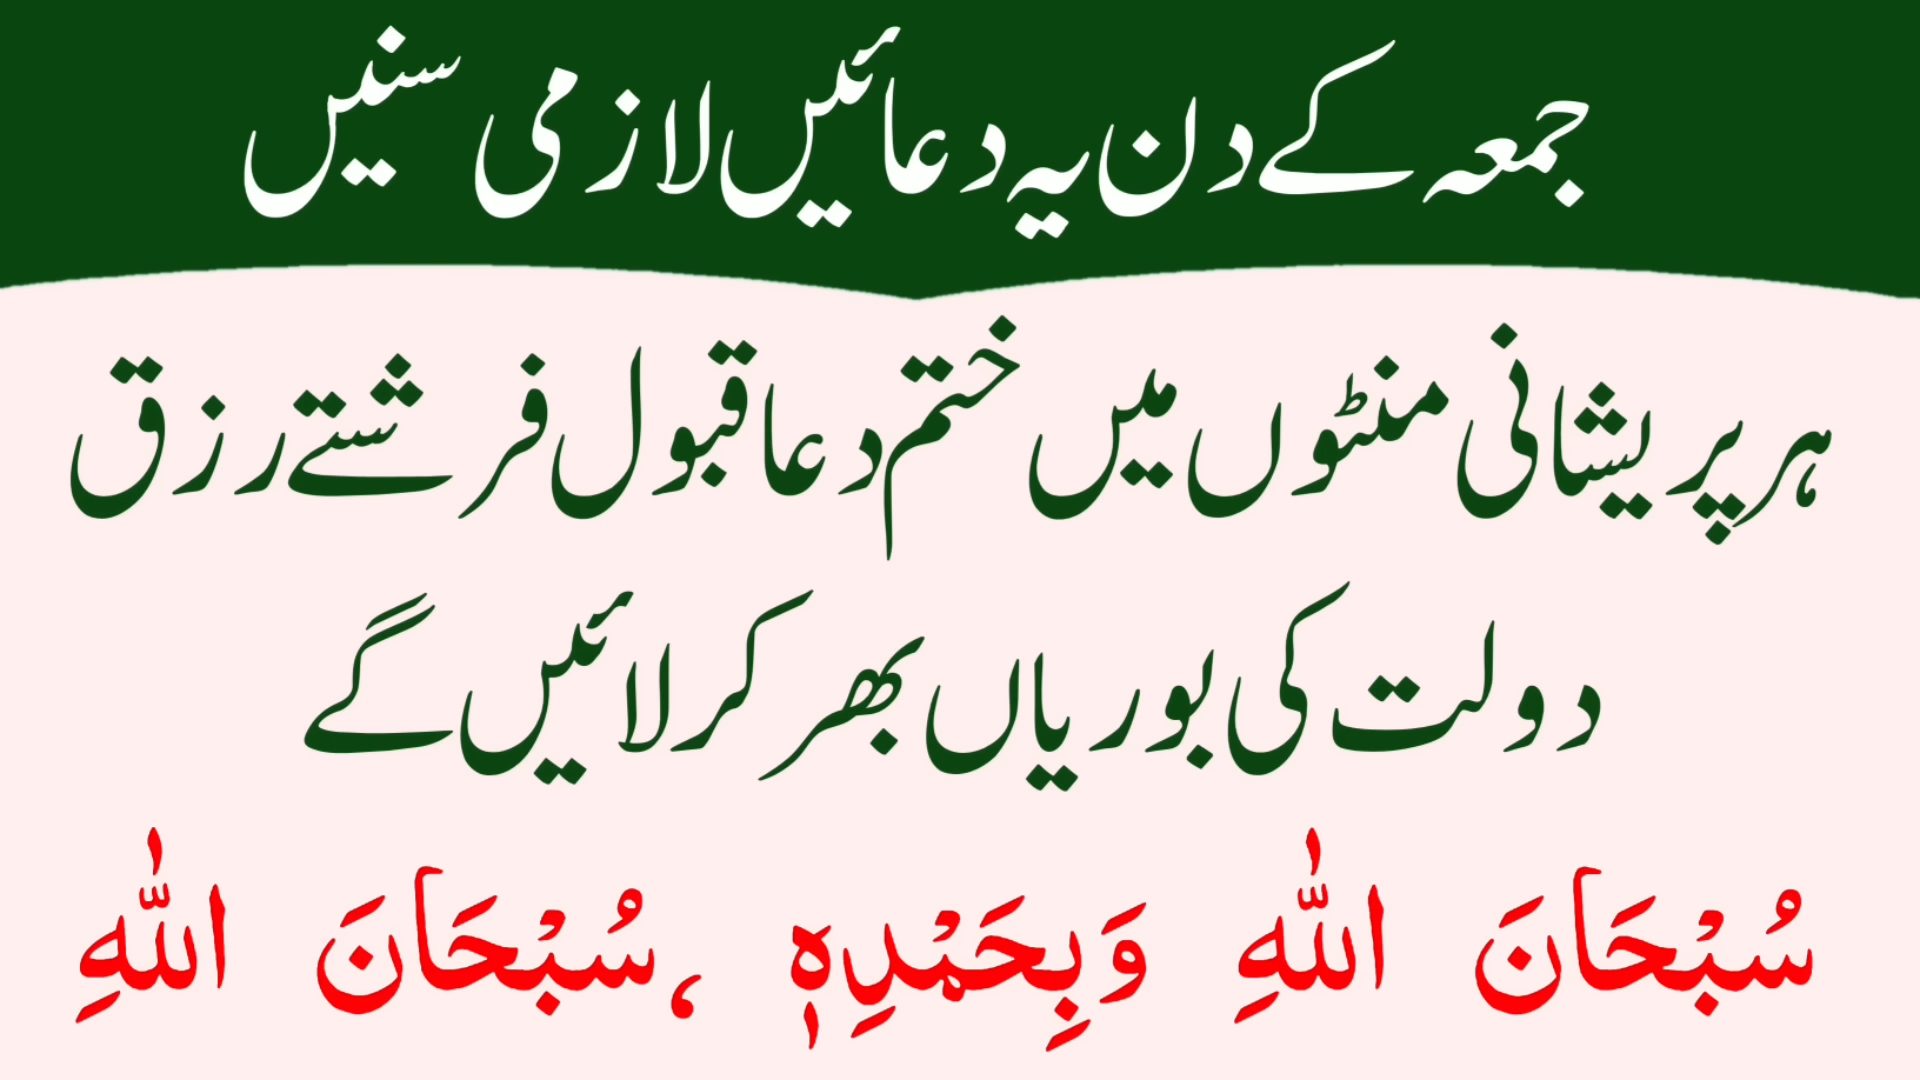 جمعہ کے دن یہ دعائیں لازمی سنیں
ہر پریشانی منٹوں میں ختم دعا قبول فرشتے رزق
دولت کی بوریاں بھر کر لائیں گے
سُبْحَانَ اللّٰهِ وَبِحَمْدِهٖ ،سُبْحَانَ اللّٰهِ